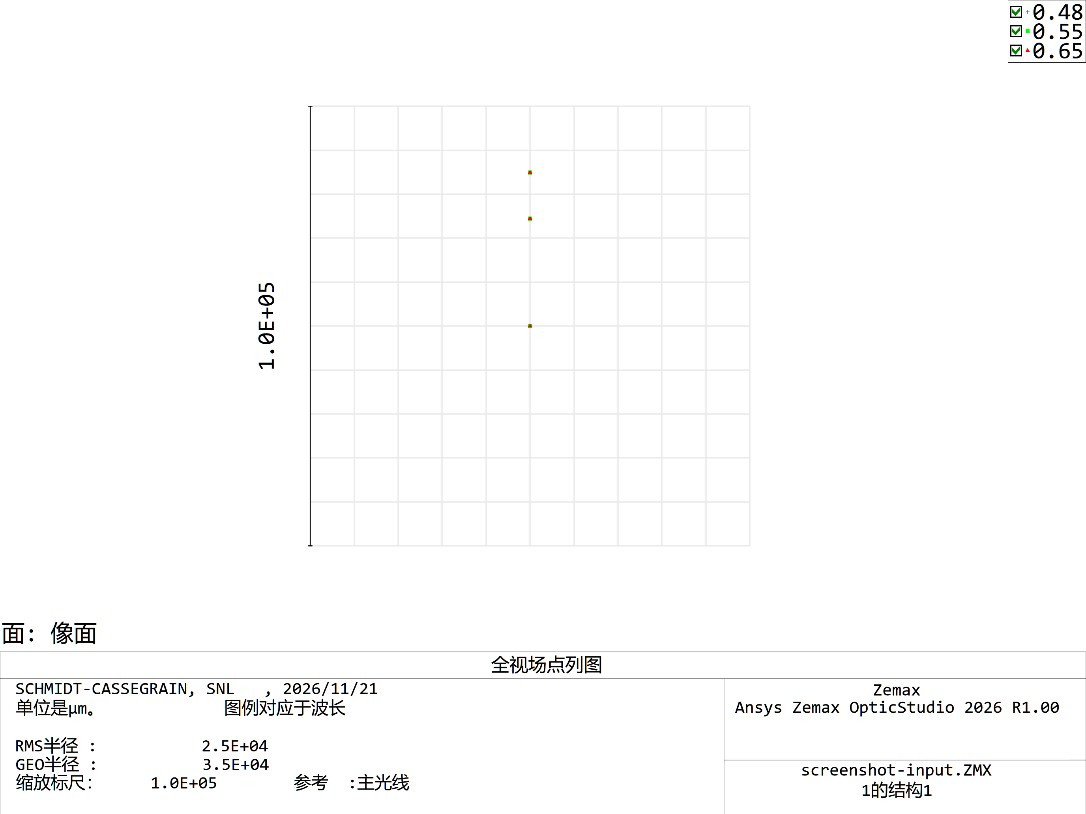 0.48
0.55
0.65
1.0E+05
面: 像面
全视场点列图
SCHMIDT-CASSEGRAIN, SNL , 2026/11/21
单位是μm。 图例对应于波长
RMS半径 : 2.5E+04
GEO半径 : 3.5E+04
缩放标尺: 1.0E+05 参考 :主光线
Zemax
Ansys Zemax OpticStudio 2026 R1.00
screenshot-input.ZMX
1的结构1